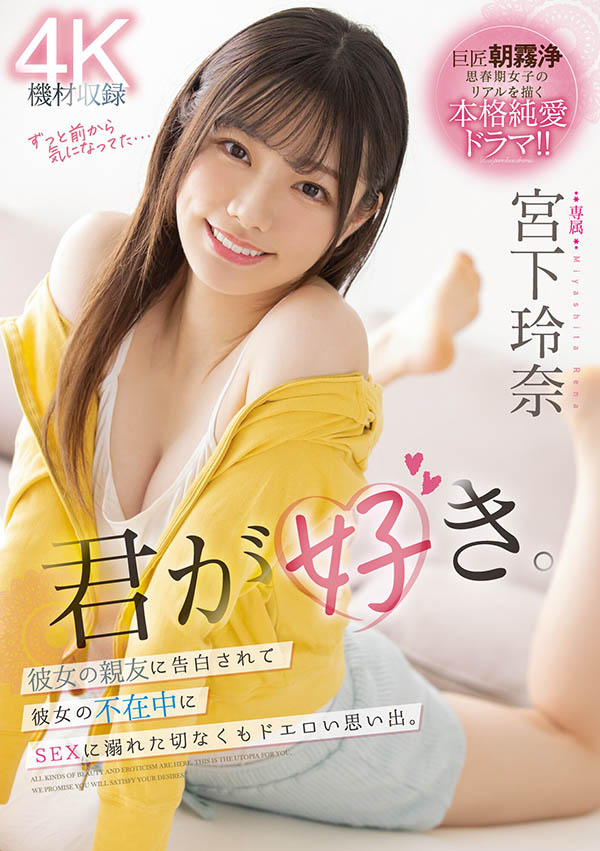 4K
機材収録
ずっと前から
気になってた・・・
巨匠朝霧浄
思春期女子の
リアルを描く
本格純愛
ドラマ!!
専属
宮下玲奈
Miyashita Rena
君が好き。
彼女の親友に告白されて
彼女の不在中に
SEXに溺れた切なくもドエロい思い出。
ALL KINDS OF BEAUTY AND EROTICISM ARE HERE. THIS IS THE UTOPIA FOR YOU.
WE PROMISE YOU WILL SATISFY YOUR DESIRES.